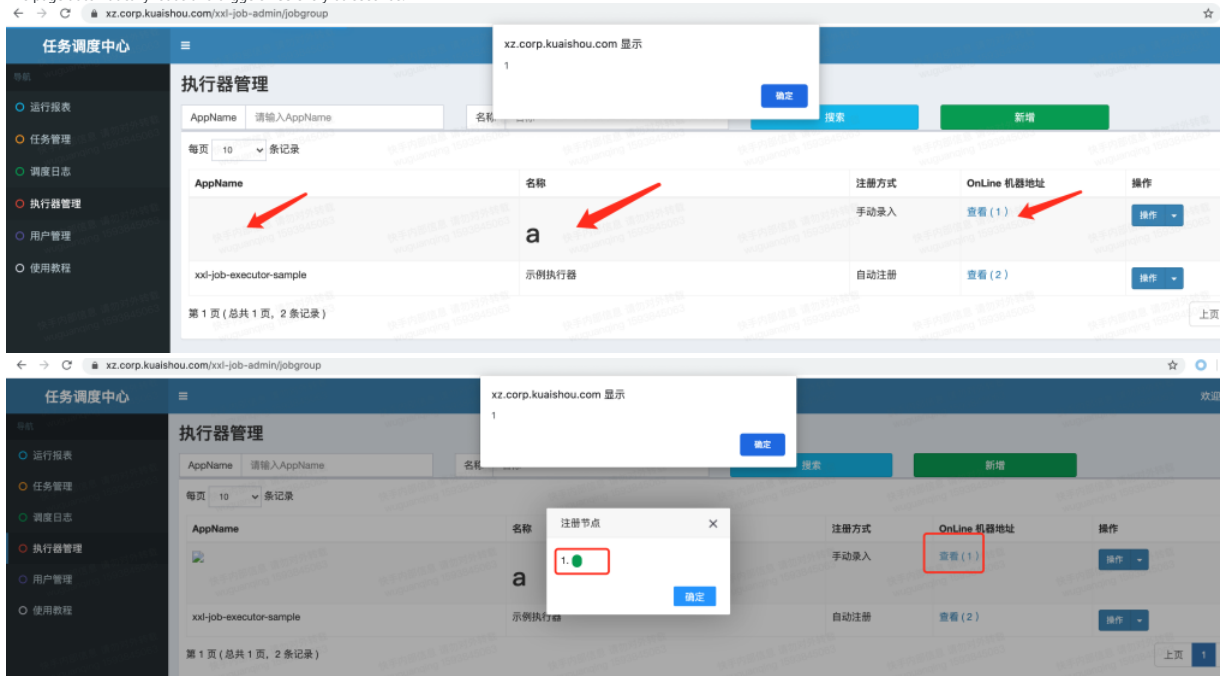 xz.corp.kuaishou.com/xxl-job-admin/jobgroup
任务调度中心
xz.corp.kuaishou.com 显示
1
确定
导航
执行器管理
运行报表
AppName 请输入AppName 名称 搜索 新增
任务管理
每页 10 条记录
调度日志
AppName 名称 注册方式 OnLine 机器地址 操作
执行器管理
a 手动录入 查看 ( 1 ) 操作
用户管理
使用教程
xxl-job-executor-sample 示例执行器 自动注册 查看 ( 2 ) 操作
第 1 页 ( 总共 1 页, 2 条记录 ) 上页
xz.corp.kuaishou.com/xxl-job-admin/jobgroup
任务调度中心
xz.corp.kuaishou.com 显示
1
确定
欢迎
导航
执行器管理
运行报表
AppName 请输入AppName 名称 搜索 新增
任务管理
每页 10 条记录
调度日志
注册节点
AppName 名称 注册方式 OnLine 机器地址 操作
执行器管理
1.
a 手动录入 查看 ( 1 ) 操作
用户管理
确定
使用教程
xxl-job-executor-sample 示例执行器 自动注册 查看 ( 2 ) 操作
第 1 页 ( 总共 1 页, 2 条记录 ) 上页 1